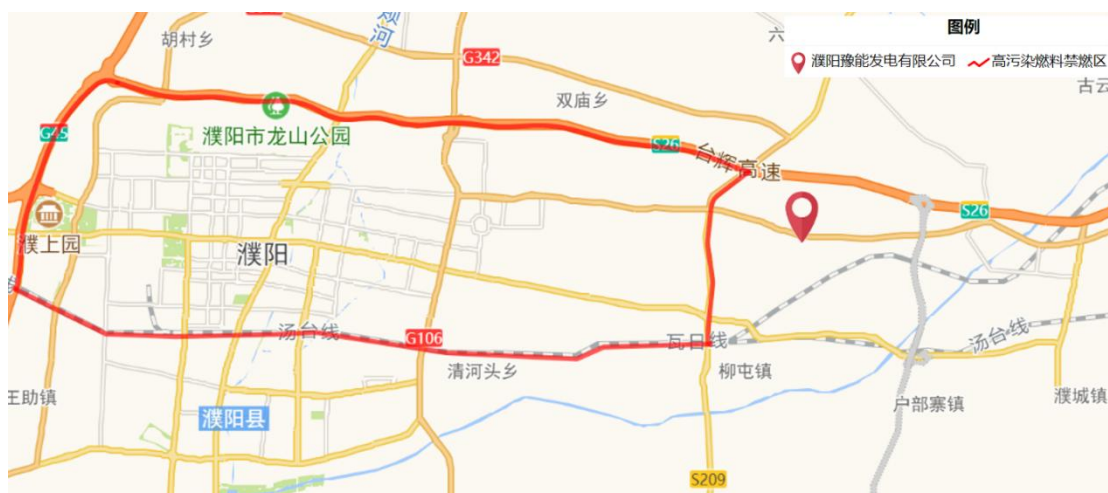 图例
濮阳豫能发电有限公司
高污染燃料禁燃区
胡村乡
G342
双庙乡
六
古云
G45
濮阳市龙山公园
S26
台辉高速
濮上园
濮阳
S26
汤台线
G106
瓦日线
汤台线
清河头乡
柳屯镇
王助镇
濮阳县
户部寨镇
濮城镇
S209